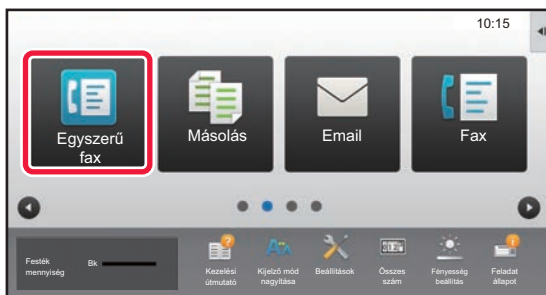 10:15
Egyszerű
fax
Másolás
Email
Fax
Festék
mennyiség
Bk
Kezelési
útmutató
Kijelző mód
nagyítása
Beállítások
Összes
szám
Fényesség
beállítás
Feladat
állapot